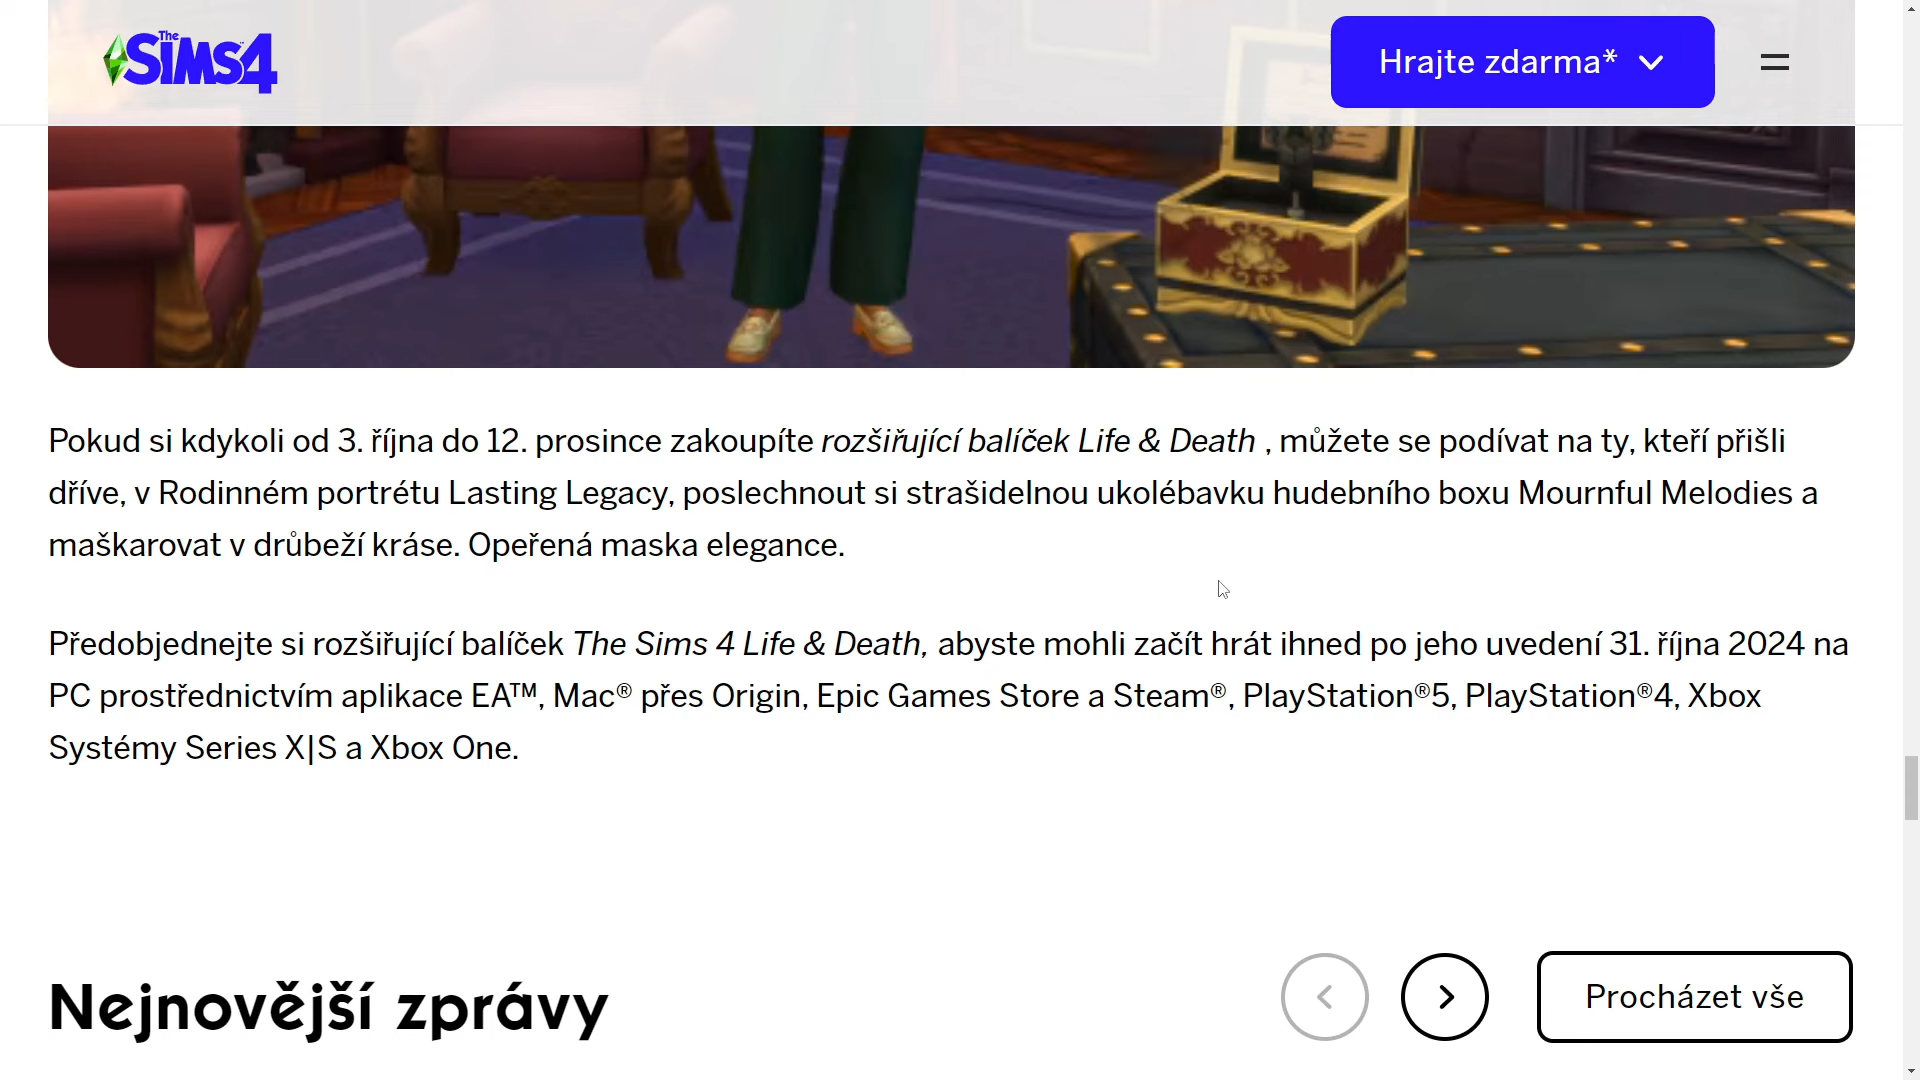 The Sims 4
Hrajte zdarma*
Pokud si kdykoli od 3. října do 12. prosince zakoupíte rozšiřující balíček Life & Death , můžete se podívat na ty, kteří přišli
dříve, v Rodinném portrétu Lasting Legacy, poslechnout si strašidelnou ukolébavku hudebního boxu Mournful Melodies a
maškarovat v drůbeží kráse. Opeřená maska elegance.
Předobjednejte si rozšiřující balíček The Sims 4 Life & Death, abyste mohli začít hrát ihned po jeho uvedení 31. října 2024 na
PC prostřednictvím aplikace EA™, Mac® přes Origin, Epic Games Store a Steam®, PlayStation®5, PlayStation®4, Xbox
Systémy Series X|S a Xbox One.
Nejnovější zprávy
Procházet vše